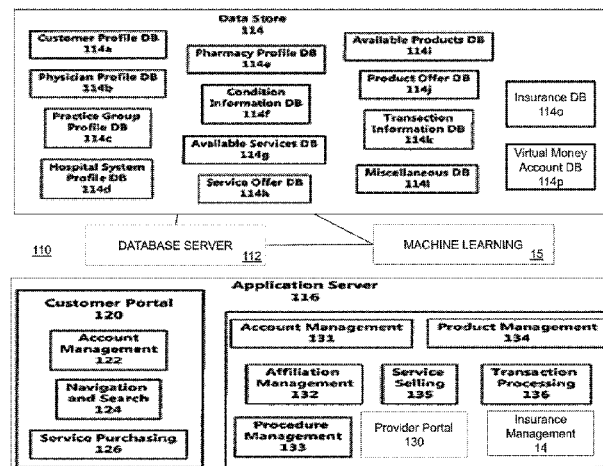 Data Store
114
Customer Profile DB
114a
Physician Profile DB
114b
Practice Group
Profile DB
114c
Hospital System
Profile DB
114d
Pharmacy Profile DB
114e
Condition
Information DB
114f
Available Services DB
114g
Service Offer DB
114h
Available Products DB
114i
Product Offer DB
114j
Transaction
Information DB
114k
Miscellaneous DB
114l
Insurance DB
114o
Virtual Money
Account DB
114p
110
DATABASE SERVER
112
MACHINE LEARNING
15
Application Server
116
Customer Portal
120
Account
Management
122
Navigation
and Search
124
Service Purchasing
126
Account Management
131
Product Management
134
Affiliation
Management
132
Service
Selling
135
Transaction
Processing
136
Procedure
Management
133
Provider Portal
130
Insurance
Management
14